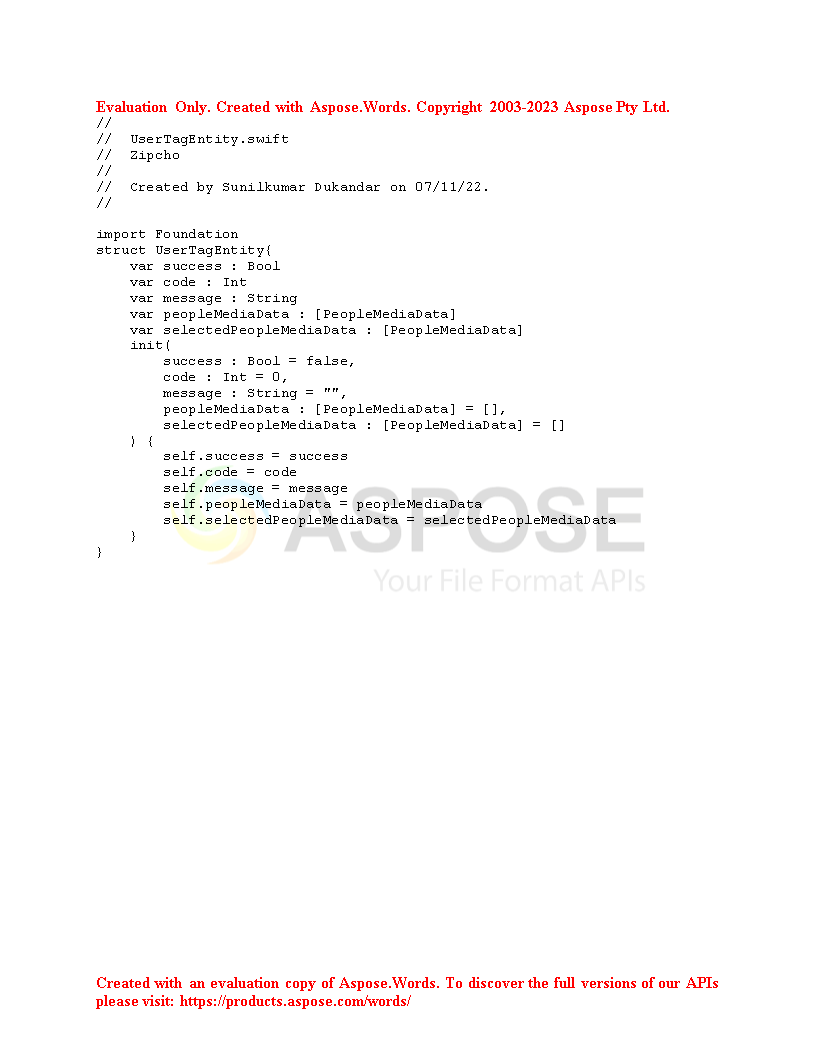 Evaluation Only. Created with Aspose.Words. Copyright 2003-2023 Aspose Pty Ltd.
//
//  UserTagEntity.swift
//  Zipcho
//
//  Created by Sunilkumar Dukandar on 07/11/22.
//

import Foundation
struct UserTagEntity{
    var success : Bool
    var code : Int
    var message : String
    var peopleMediaData : [PeopleMediaData]
    var selectedPeopleMediaData : [PeopleMediaData]
    init(
        success : Bool = false,
        code : Int = 0,
        message : String = "",
        peopleMediaData : [PeopleMediaData] = [],
        selectedPeopleMediaData : [PeopleMediaData] = []
    ) {
        self.success = success
        self.code = code
        self.message = message
        self.peopleMediaData = peopleMediaData
        self.selectedPeopleMediaData = selectedPeopleMediaData
    }
}
ASPOSE
Your File Format APIs
Created with an evaluation copy of Aspose.Words. To discover the full versions of our APIs
please visit: https://products.aspose.com/words/